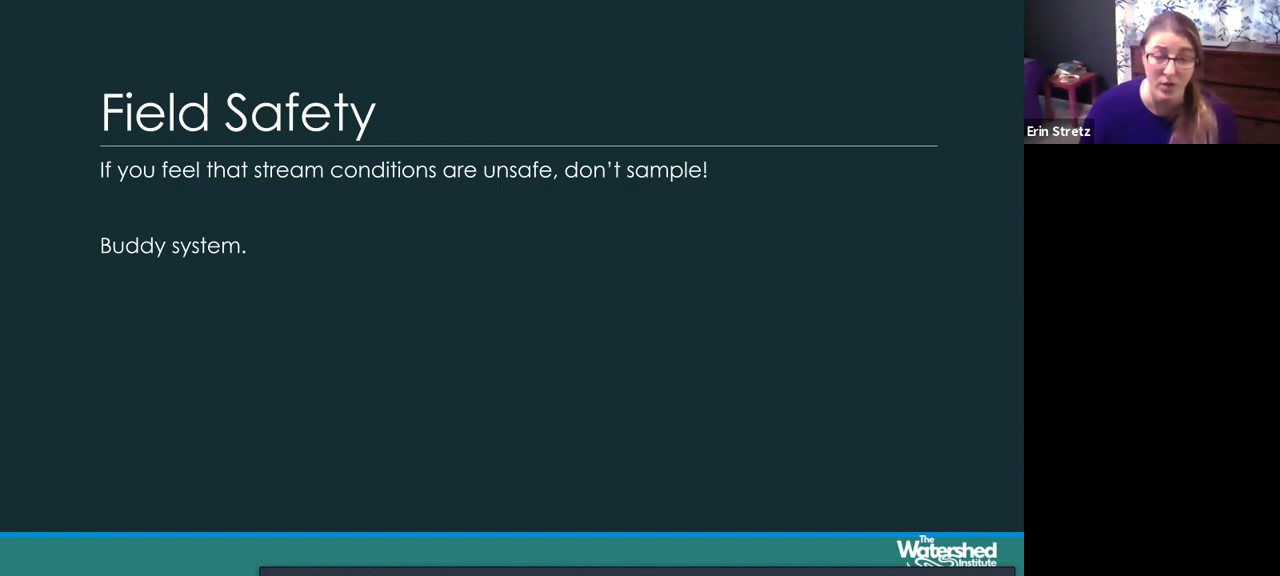 Field Safety
If you feel that stream conditions are unsafe, don't sample!
Buddy system.
Erin Stretz
The
Watershed
Institute